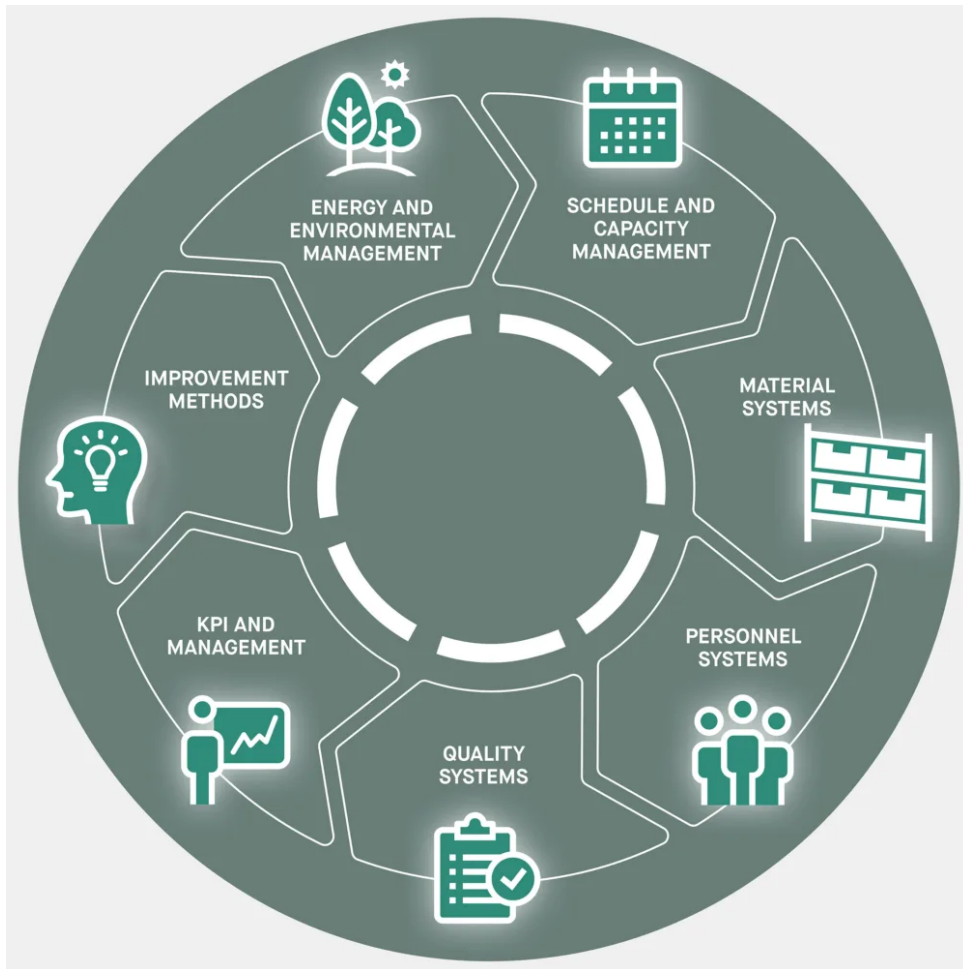 ENERGY AND
ENVIRONMENTAL
MANAGEMENT
SCHEDULE AND
CAPACITY
MANAGEMENT
MATERIAL
SYSTEMS
PERSONNEL
SYSTEMS
QUALITY
SYSTEMS
KPI AND
MANAGEMENT
IMPROVEMENT
METHODS